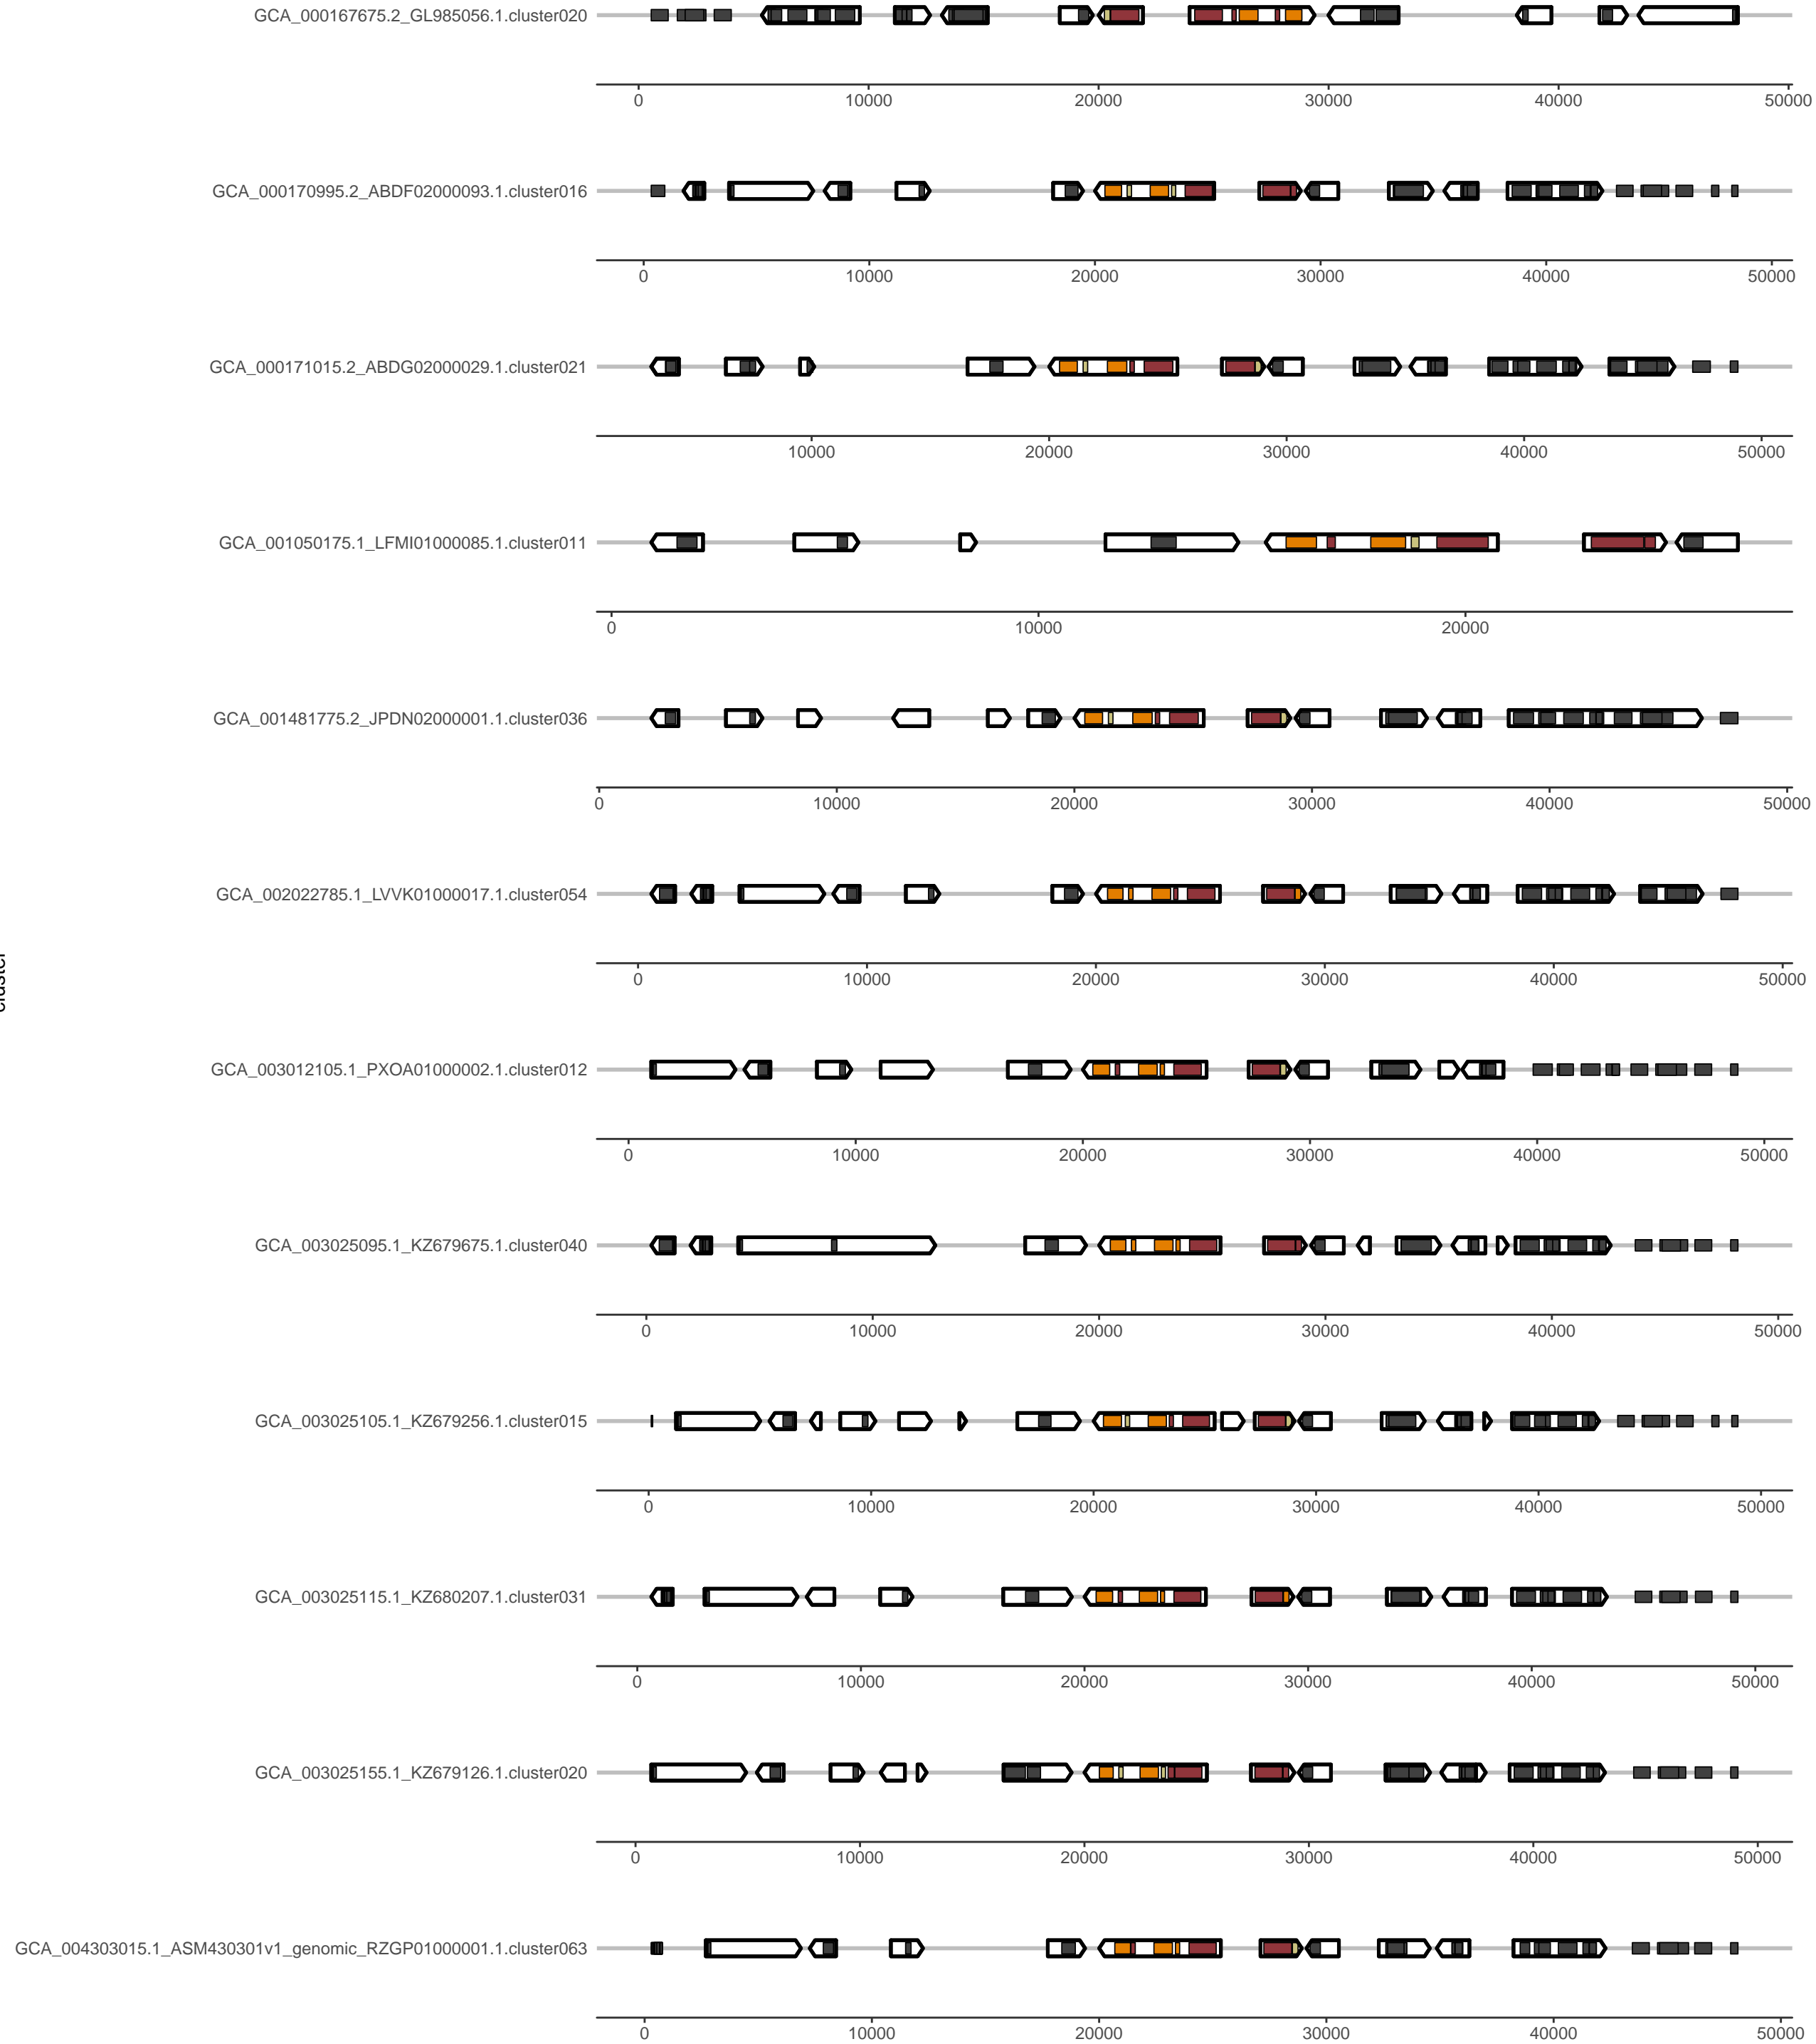 GCA_000167675.2_GL985056.1.cluster020
0 10000 20000 30000 40000 50000
GCA_000170995.2_ABDF02000093.1.cluster016
0 10000 20000 30000 40000 50000
GCA_000171015.2_ABDG02000029.1.cluster021
10000 20000 30000 40000 50000
GCA_001050175.1_LFMI01000085.1.cluster011
0 10000 20000
GCA_001481775.2_JPDN02000001.1.cluster036
0 10000 20000 30000 40000 50000
GCA_002022785.1_LVVK01000017.1.cluster054
0 10000 20000 30000 40000 50000
cluster
GCA_003012105.1_PXOA01000002.1.cluster012
0 10000 20000 30000 40000 50000
GCA_003025095.1_KZ679675.1.cluster040
0 10000 20000 30000 40000 50000
GCA_003025105.1_KZ679256.1.cluster015
0 10000 20000 30000 40000 50000
GCA_003025115.1_KZ680207.1.cluster031
0 10000 20000 30000 40000 50000
GCA_003025155.1_KZ679126.1.cluster020
0 10000 20000 30000 40000 50000
GCA_004303015.1_ASM430301v1_genomic_RZGP01000001.1.cluster063
0 10000 20000 30000 40000 50000